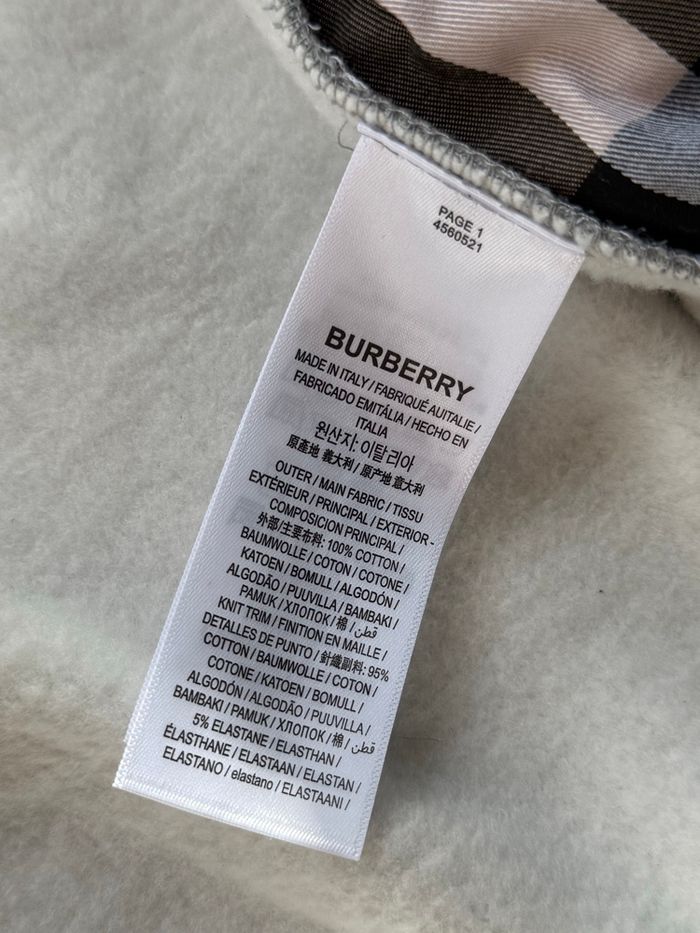 PAGE 1
4560521
BURBERRY
MADE IN ITALY / FABRIQUÉ AUITALIE /
FABRICADO EMITÁLIA / HECHO EN
ITALIA
원산지: 이탈리아
原產地 義大利 / 原产地 意大利
OUTER / MAIN FABRIC / TISSU
EXTÉRIEUR / PRINCIPAL / EXTERIOR -
COMPOSICION PRINCIPAL /
外部/主要布料: 100% COTTON /
BAUMWOLLE / COTON / COTONE /
KATOEN / BOMULL / ALGODÓN /
ALGODÃO / PUUVILLA / BAMBAKI /
PAMUK / ХЛОПОК / 棉 / قطن /
KNIT TRIM / FINITION EN MAILLE /
DETALLES DE PUNTO / 針織副料: 95%
COTTON / BAUMWOLLE / COTON /
COTONE / KATOEN / BOMULL /
ALGODÓN / ALGODÃO / PUUVILLA /
BAMBAKI / PAMUK / ХЛОПОК / 棉 / قطن
5% ELASTANE / ELASTHAN /
ÉLASTHANE / ELASTAAN / ELASTAN /
ELASTANO / elastano / ELASTAANI /